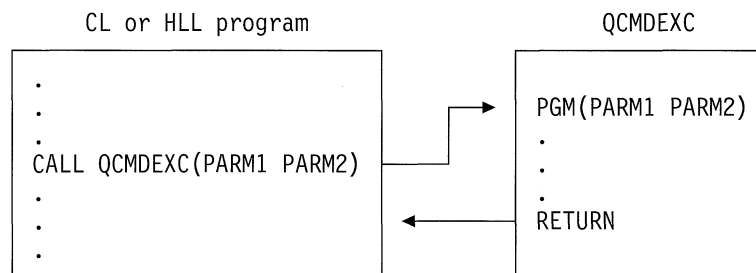 CL or HLL program
.
.
.
CALL QCMDEXC(PARM1 PARM2)
.
.
.
QCMDEXC
PGM(PARM1 PARM2)
.
.
.
RETURN